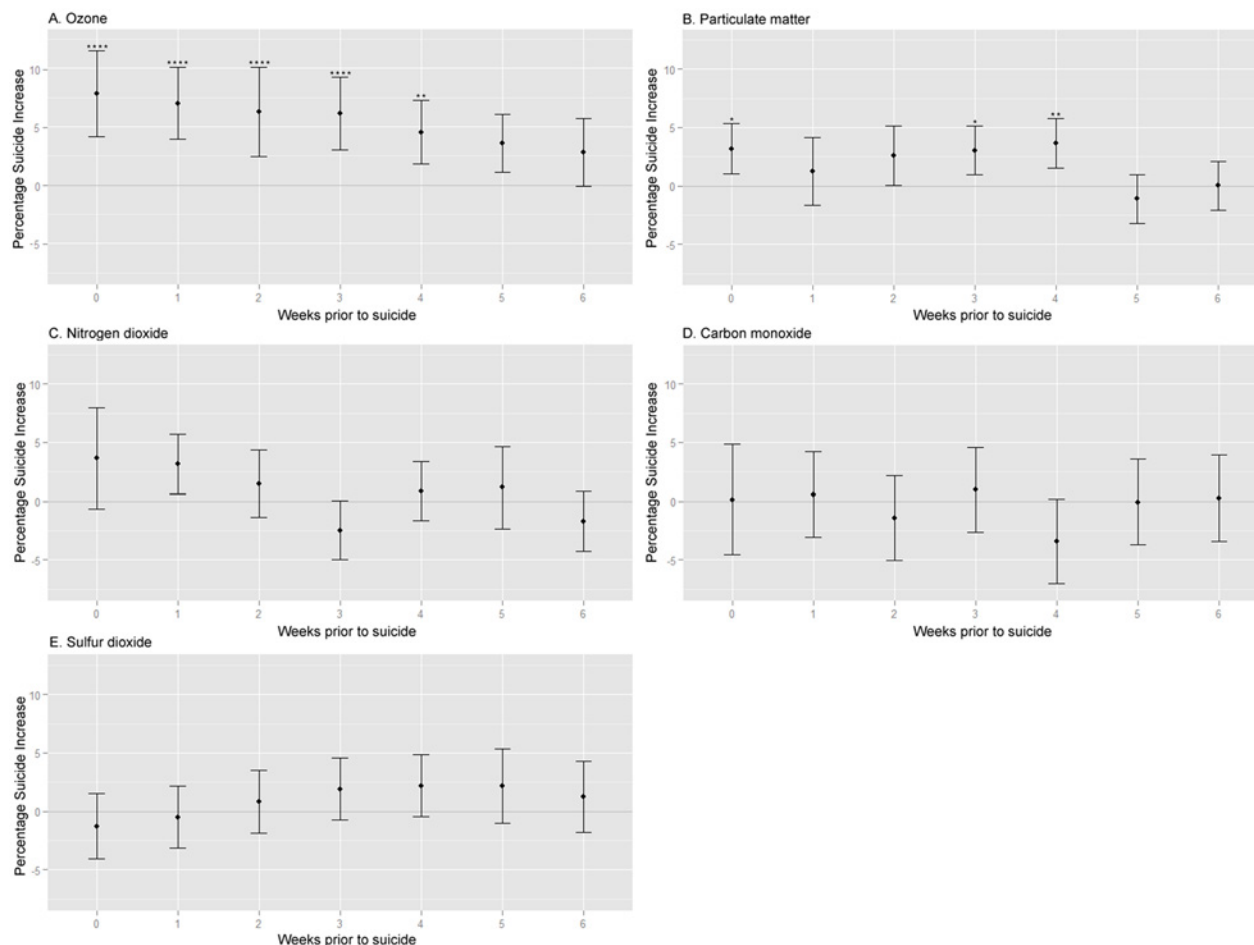 A. Ozone
Percentage Suicide Increase
10
5
0
-5
****
****
****
****
**
0 1 2 3 4 5 6
Weeks prior to suicide
B. Particulate matter
Percentage Suicide Increase
10
5
0
-5
*
*
**
0 1 2 3 4 5 6
Weeks prior to suicide
C. Nitrogen dioxide
Percentage Suicide Increase
10
5
0
-5
0 1 2 3 4 5 6
Weeks prior to suicide
D. Carbon monoxide
Percentage Suicide Increase
10
5
0
-5
0 1 2 3 4 5 6
Weeks prior to suicide
E. Sulfur dioxide
Percentage Suicide Increase
10
5
0
-5
0 1 2 3 4 5 6
Weeks prior to suicide